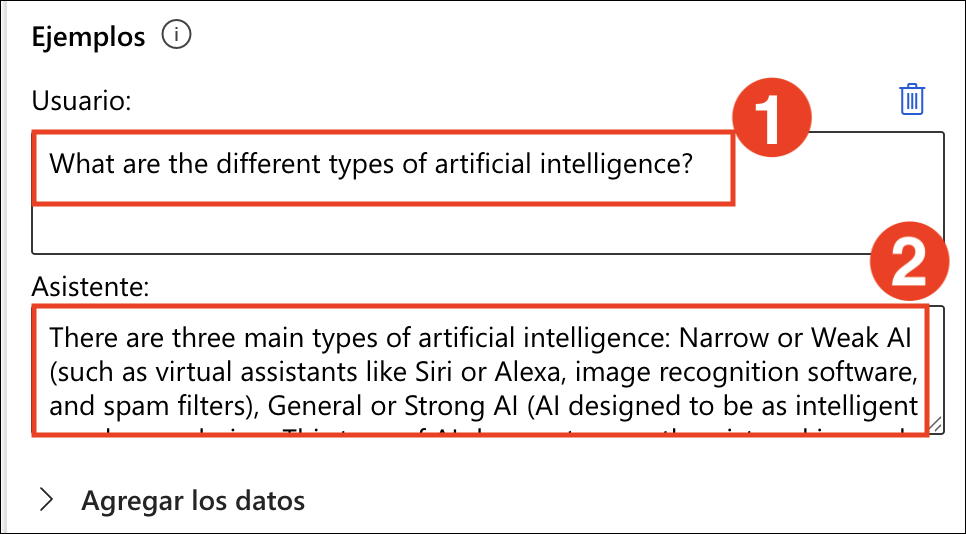 Ejemplos
Usuario:
1
What are the different types of artificial intelligence?
2
Asistente:
There are three main types of artificial intelligence: Narrow or Weak AI
(such as virtual assistants like Siri or Alexa, image recognition software,
and spam filters), General or Strong AI (AI designed to be as intelligent
Agregar los datos